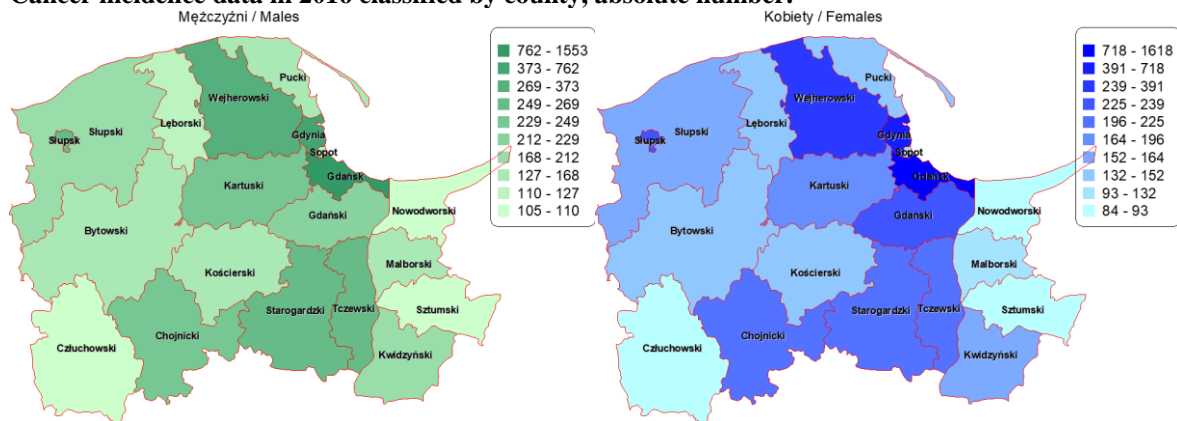 Cancer incidence data in 2016 classified by county, absolute number.
Mężczyźni / Males
762 - 1553
373 - 762
269 - 373
249 - 269
229 - 249
212 - 229
168 - 212
127 - 168
110 - 127
105 - 110
Pucki
Wejherowski
Lęborski
Słupski
Słupsk
Gdynia
Sopot
Gdańsk
Kartuski
Gdański
Nowodworski
Bytowski
Kościerski
Malborski
Starogardzki
Tczewski
Sztumski
Chojnicki
Człuchowski
Kwidzyński
Kobiety / Females
718 - 1618
391 - 718
239 - 391
225 - 239
196 - 225
164 - 196
152 - 164
132 - 152
93 - 132
84 - 93
Pucki
Wejherowski
Lęborski
Słupski
Słupsk
Gdynia
Sopot
Gdańsk
Kartuski
Gdański
Nowodworski
Bytowski
Kościerski
Malborski
Starogardzki
Tczewski
Sztumski
Chojnicki
Człuchowski
Kwidzyński